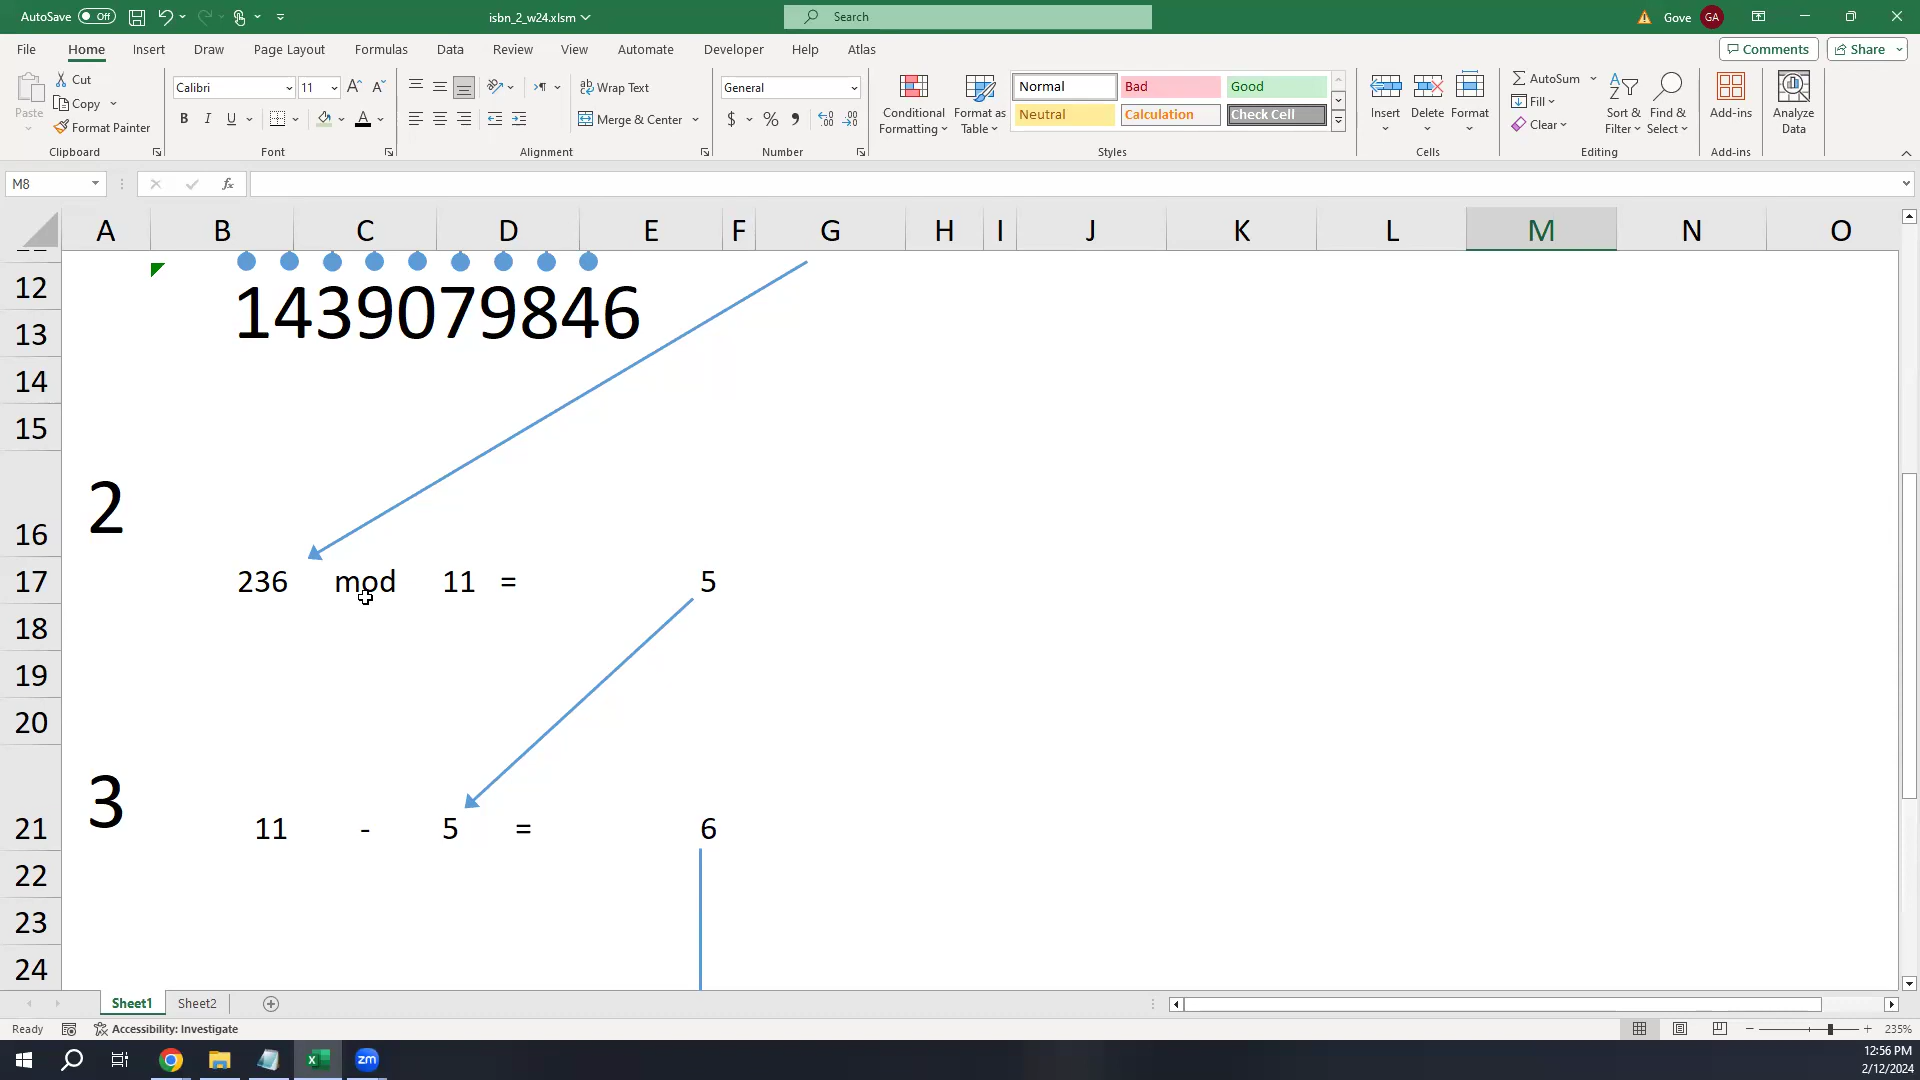 AutoSave Off isbn_2_w24.xlsm Search Gove GA
File Home Insert Draw Page Layout Formulas Data Review View Automate Developer Help Atlas Comments Share
Paste Cut Copy Format Painter
Calibri 11 A A
B I U A
Wrap Text
Merge & Center
General
$ % 9
Conditional Formatting Format as Table
Normal Bad Good
Neutral Calculation Check Cell
Insert Delete Format
AutoSum Fill Clear
Sort & Filter Find & Select
Add-ins
Analyze Data
Clipboard Font Alignment Number Styles Cells Editing Add-ins
M8 fx
A B C D E F G H I J K L M N O
12
1439079846
13
14
15
2
16
17 236 mod 11 = 5
18
19
20
3
21 11 - 5 = 6
22
23
24
Sheet1 Sheet2
Ready Accessibility: Investigate 235%
zm 12:56 PM
2/12/2024